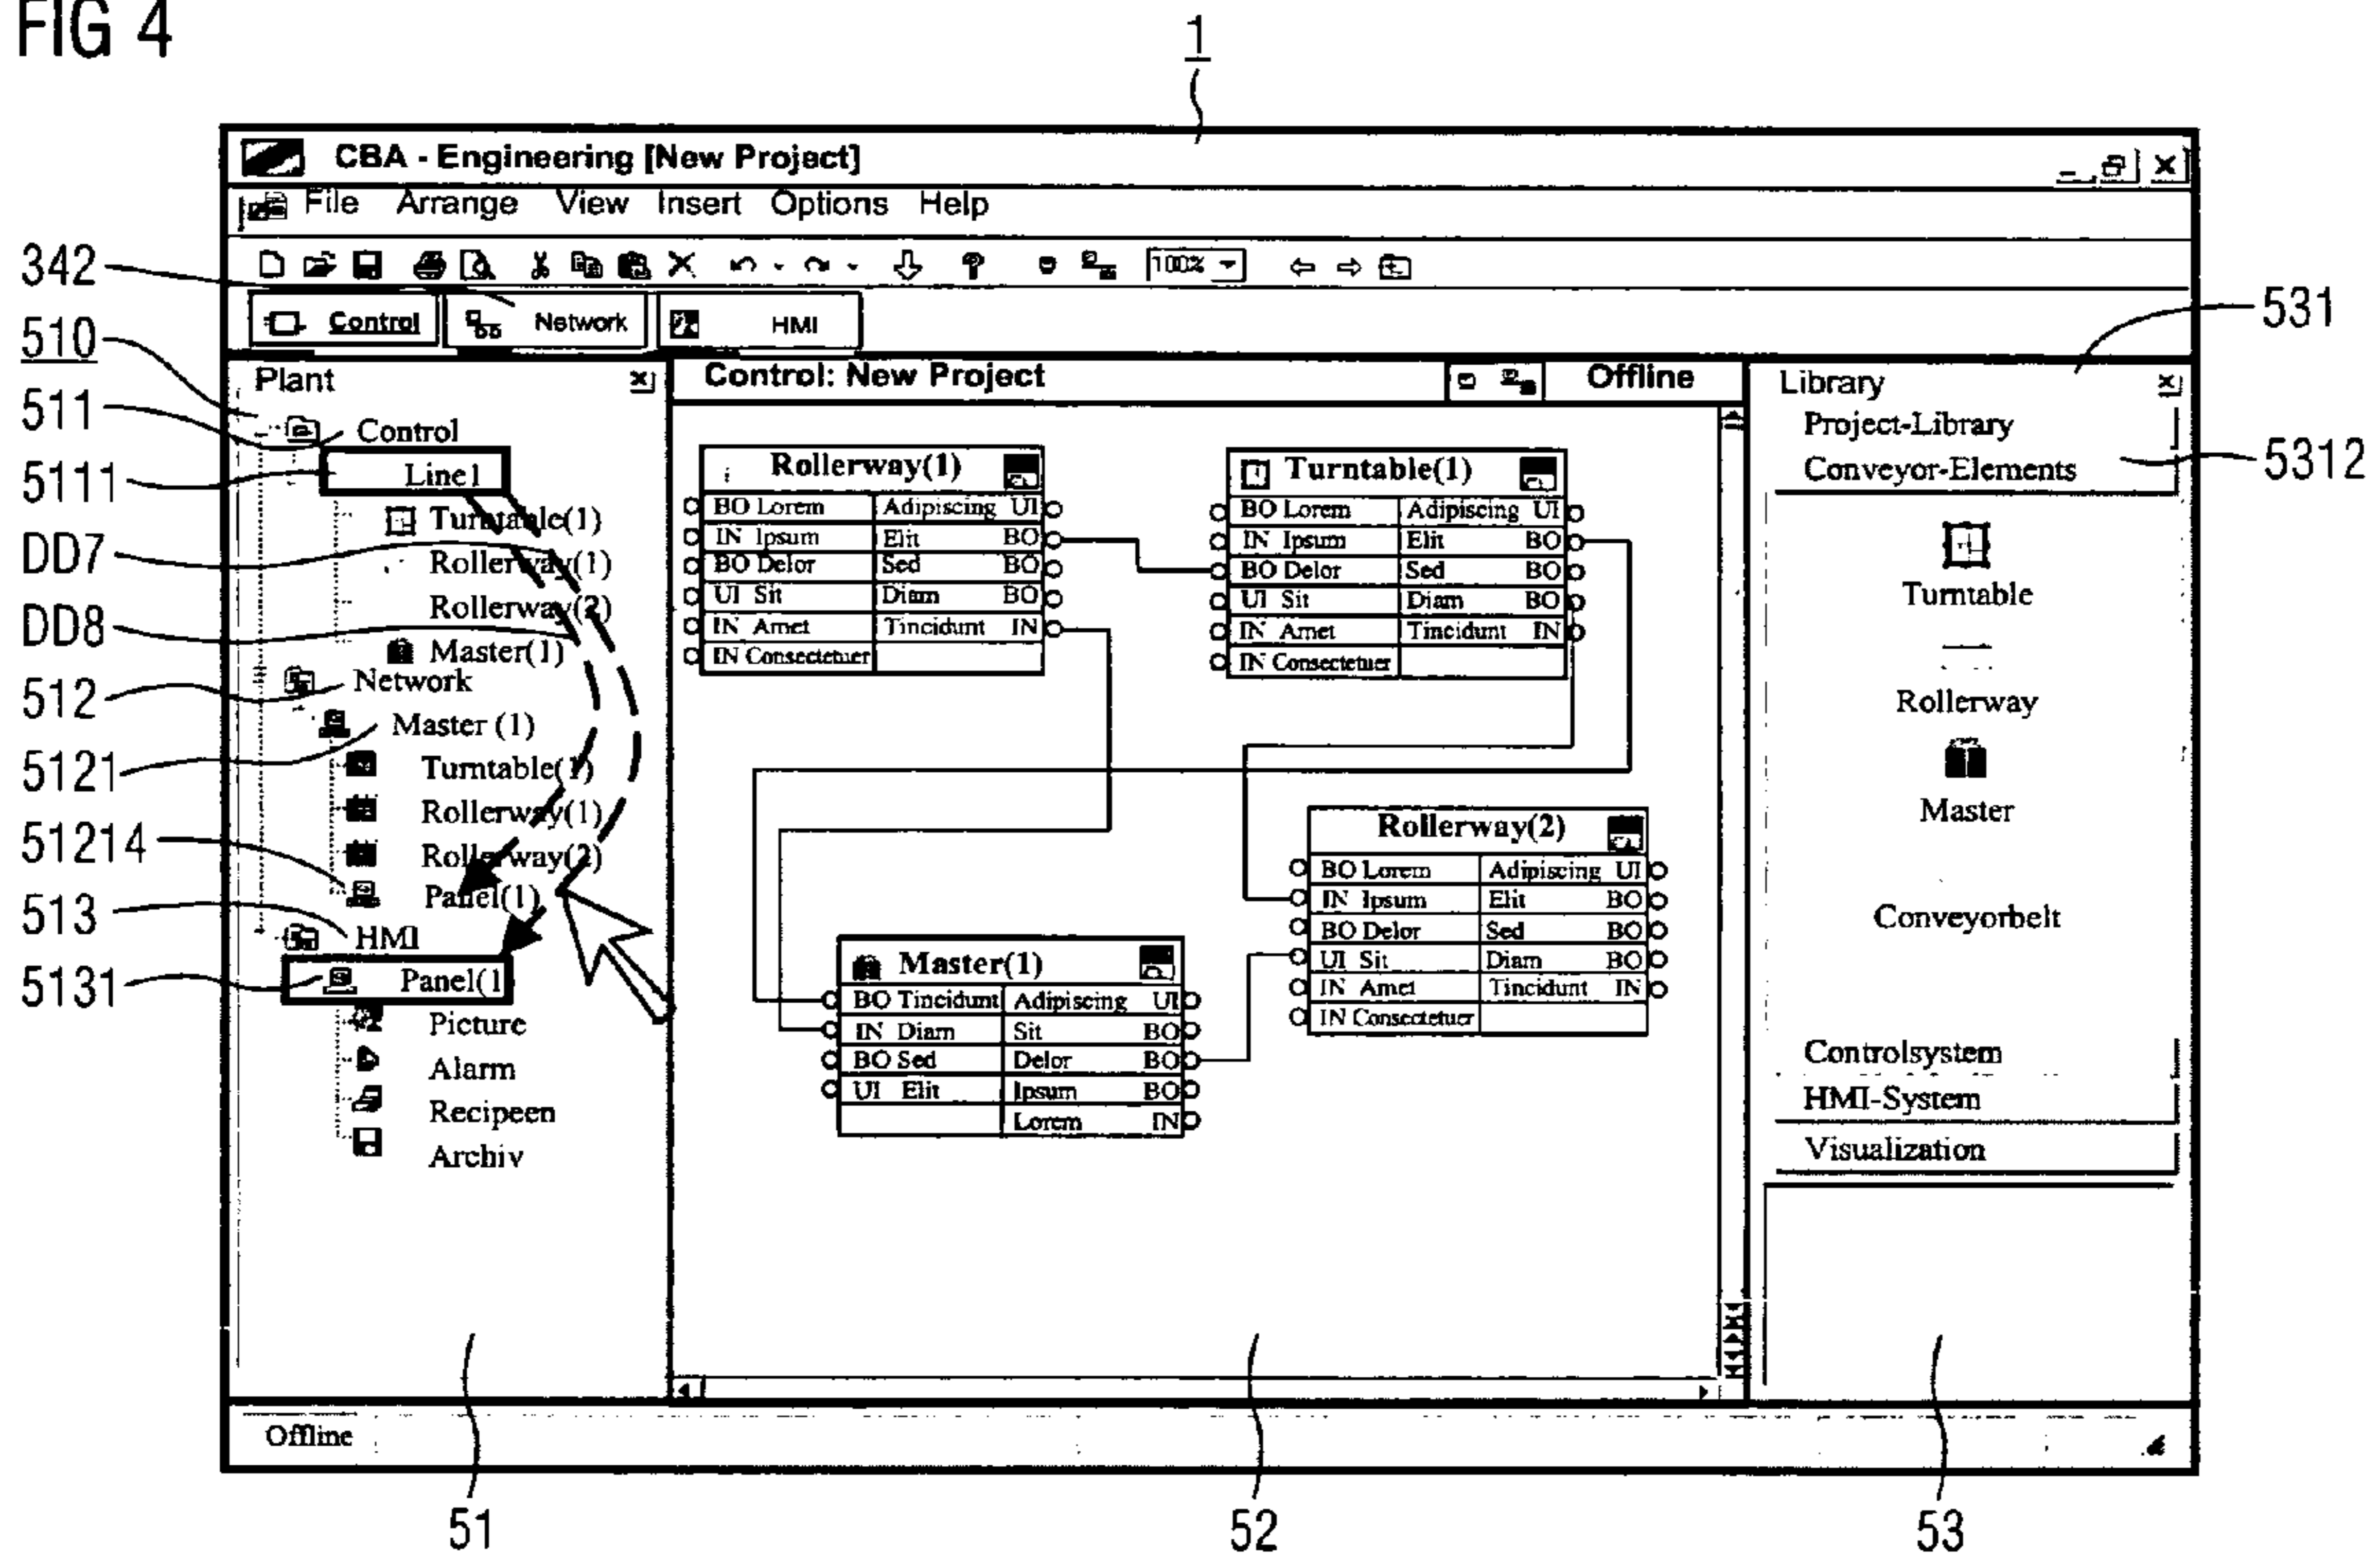 FIG 4
1
CBA - Engineering [New Project]
File Arrange View Insert Options Help
342
100%
Control Network HMI
510
531
Plant
Control: New Project
Offline
Library
511
Control
Project-Library
5111
Line1
Conveyor-Elements
5312
Turntable(1)
DD7
Rollerway(1)
Rollerway(2)
DD8
Master(1)
512
Network
Master (1)
5121
Turntable(1)
Rollerway(1)
51214
Rollerway(2)
Panel(1)
513
HMI
5131
Panel(1
Picture
Alarm
Recipeen
Archiv
Rollerway(1)
BO Lorem Adipiscing UI
IN Ipsum Elit BO
BO Delor Sed BO
UI Sit Diam BO
IN Amet Tincidunt IN
IN Consectetuer
Turntable(1)
BO Lorem Adipiscing UI
IN Ipsum Elit BO
BO Delor Sed BO
UI Sit Diam BO
IN Amet Tincidunt IN
IN Consectetuer
Rollerway(2)
BO Lorem Adipiscing UI
IN Ipsum Elit BO
BO Delor Sed BO
UI Sit Diam BO
IN Amet Tincidunt IN
IN Consectetuer
Master(1)
BO Tincidunt Adipiscing UI
IN Diam Sit BO
BO Sed Delor BO
UI Elit Ipsum BO
Lorem IN
Turntable
Rollerway
Master
Conveyorbelt
Controlsystem
HMI-System
Visualization
Offline
51
52
53